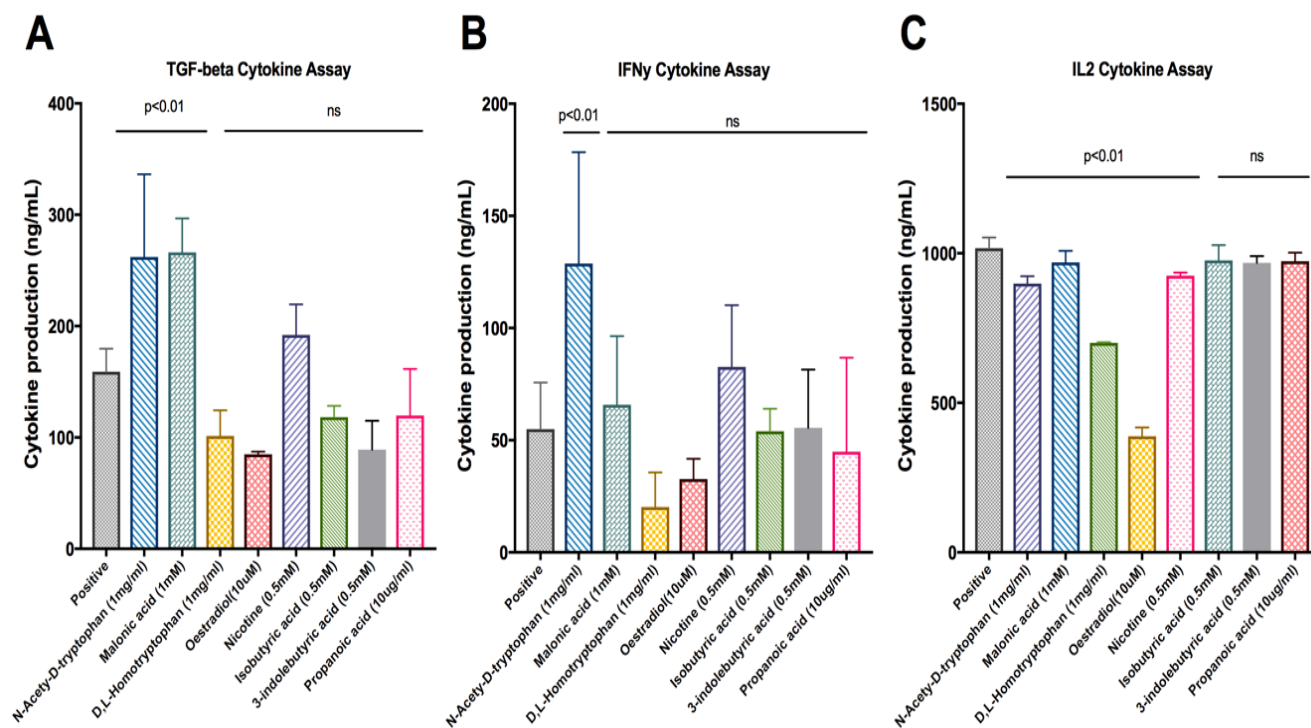 A
B
C
TGF-beta Cytokine Assay
IFNy Cytokine Assay
IL2 Cytokine Assay
400
300
200
100
0
Cytokine production (ng/mL)
p<0.01
ns
Positive
N-Acety-D-tryptophan (1mg/ml)
Malonic acid (1mM)
D,L-Homotryptophan (1mg/ml)
Oestradiol(10uM)
Nicotine (0.5mM)
Isobutyric acid (0.5mM)
3-indolebutyric acid (0.5mM)
Propanoic acid (10ug/ml)
200
150
100
50
0
Cytokine production (ng/mL)
p<0.01
ns
Positive
N-Acety-D-tryptophan (1mg/ml)
Malonic acid (1mM)
D,L-Homotryptophan (1mg/ml)
Oestradiol(10uM)
Nicotine (0.5mM)
Isobutyric acid (0.5mM)
3-indolebutyric acid (0.5mM)
Propanoic acid (10ug/ml)
1500
1000
500
0
Cytokine production (ng/mL)
p<0.01
ns
Positive
N-Acety-D-tryptophan (1mg/ml)
Malonic acid (1mM)
D,L-Homotryptophan (1mg/ml)
Oestradiol(10uM)
Nicotine (0.5mM)
Isobutyric acid (0.5mM)
3-indolebutyric acid (0.5mM)
Propanoic acid (10ug/ml)